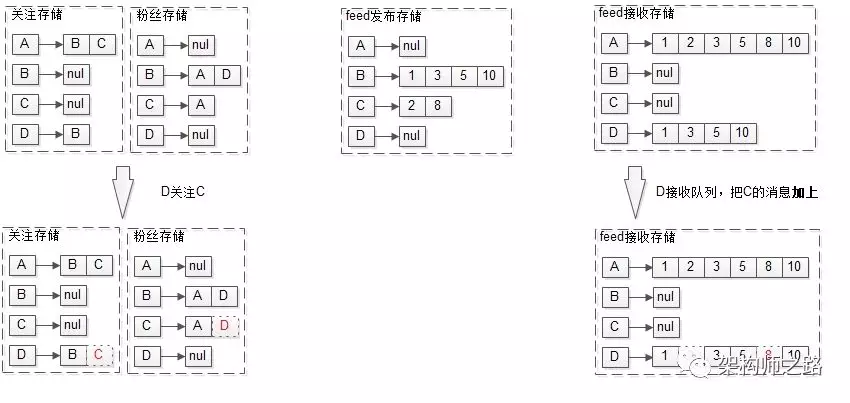 关注存储
A B C
B nul
C nul
D B
粉丝存储
A nul
B A D
C A
D nul
feed发布存储
A nul
B 1 3 5 10
C 2 8
D nul
feed接收存储
A 1 2 3 5 8 10
B nul
C nul
D 1 3 5 10
D关注C
D接收队列，把C的消息加上
关注存储
A B C
B nul
C nul
D B C
粉丝存储
A nul
B A D
C A D
D nul
feed接收存储
A 1 2 3 5 8 10
B nul
C nul
D 1 3 5 8 10
架构师之路